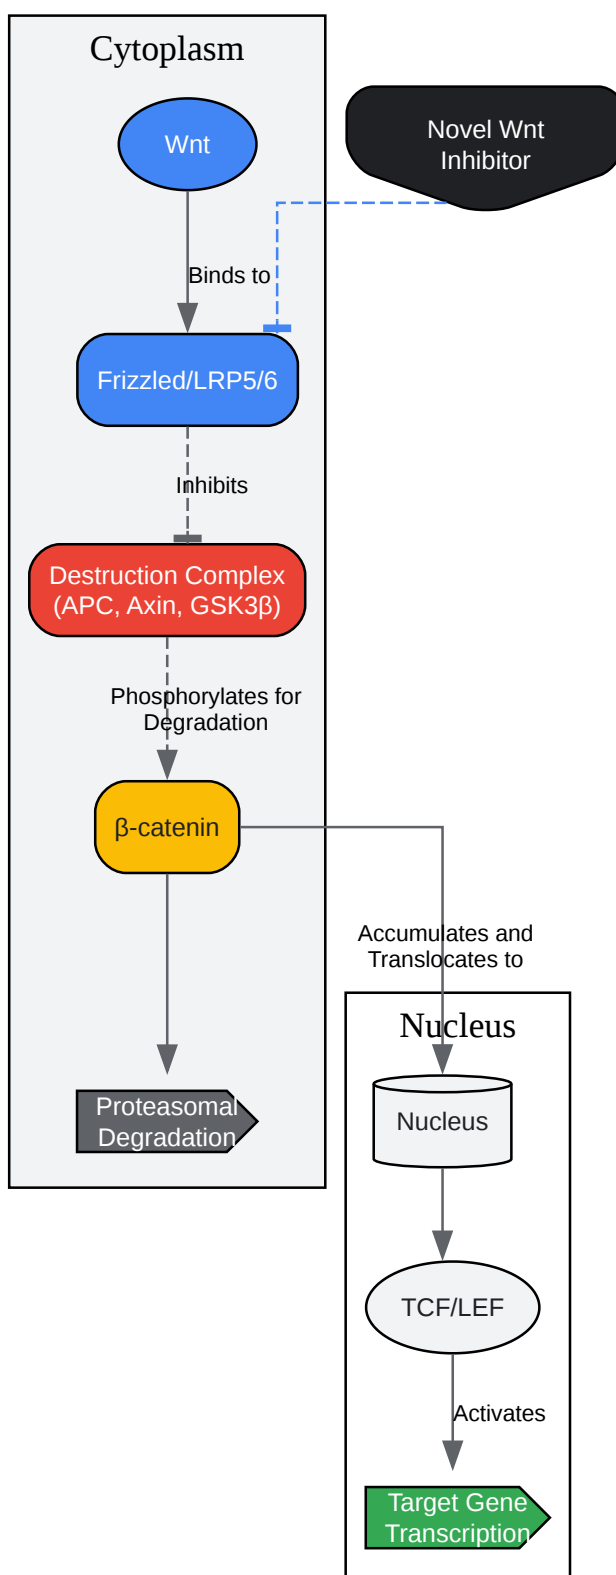 Cytoplasm
Wnt
Novel Wnt
Inhibitor
Binds to
Frizzled/LRP5/6
Inhibits
Destruction Complex
(APC, Axin, GSK3β)
Phosphorylates for
Degradation
β-catenin
Accumulates and
Translocates to
Nucleus
Proteasomal
Degradation
Nucleus
TCF/LEF
Activates
Target Gene
Transcription